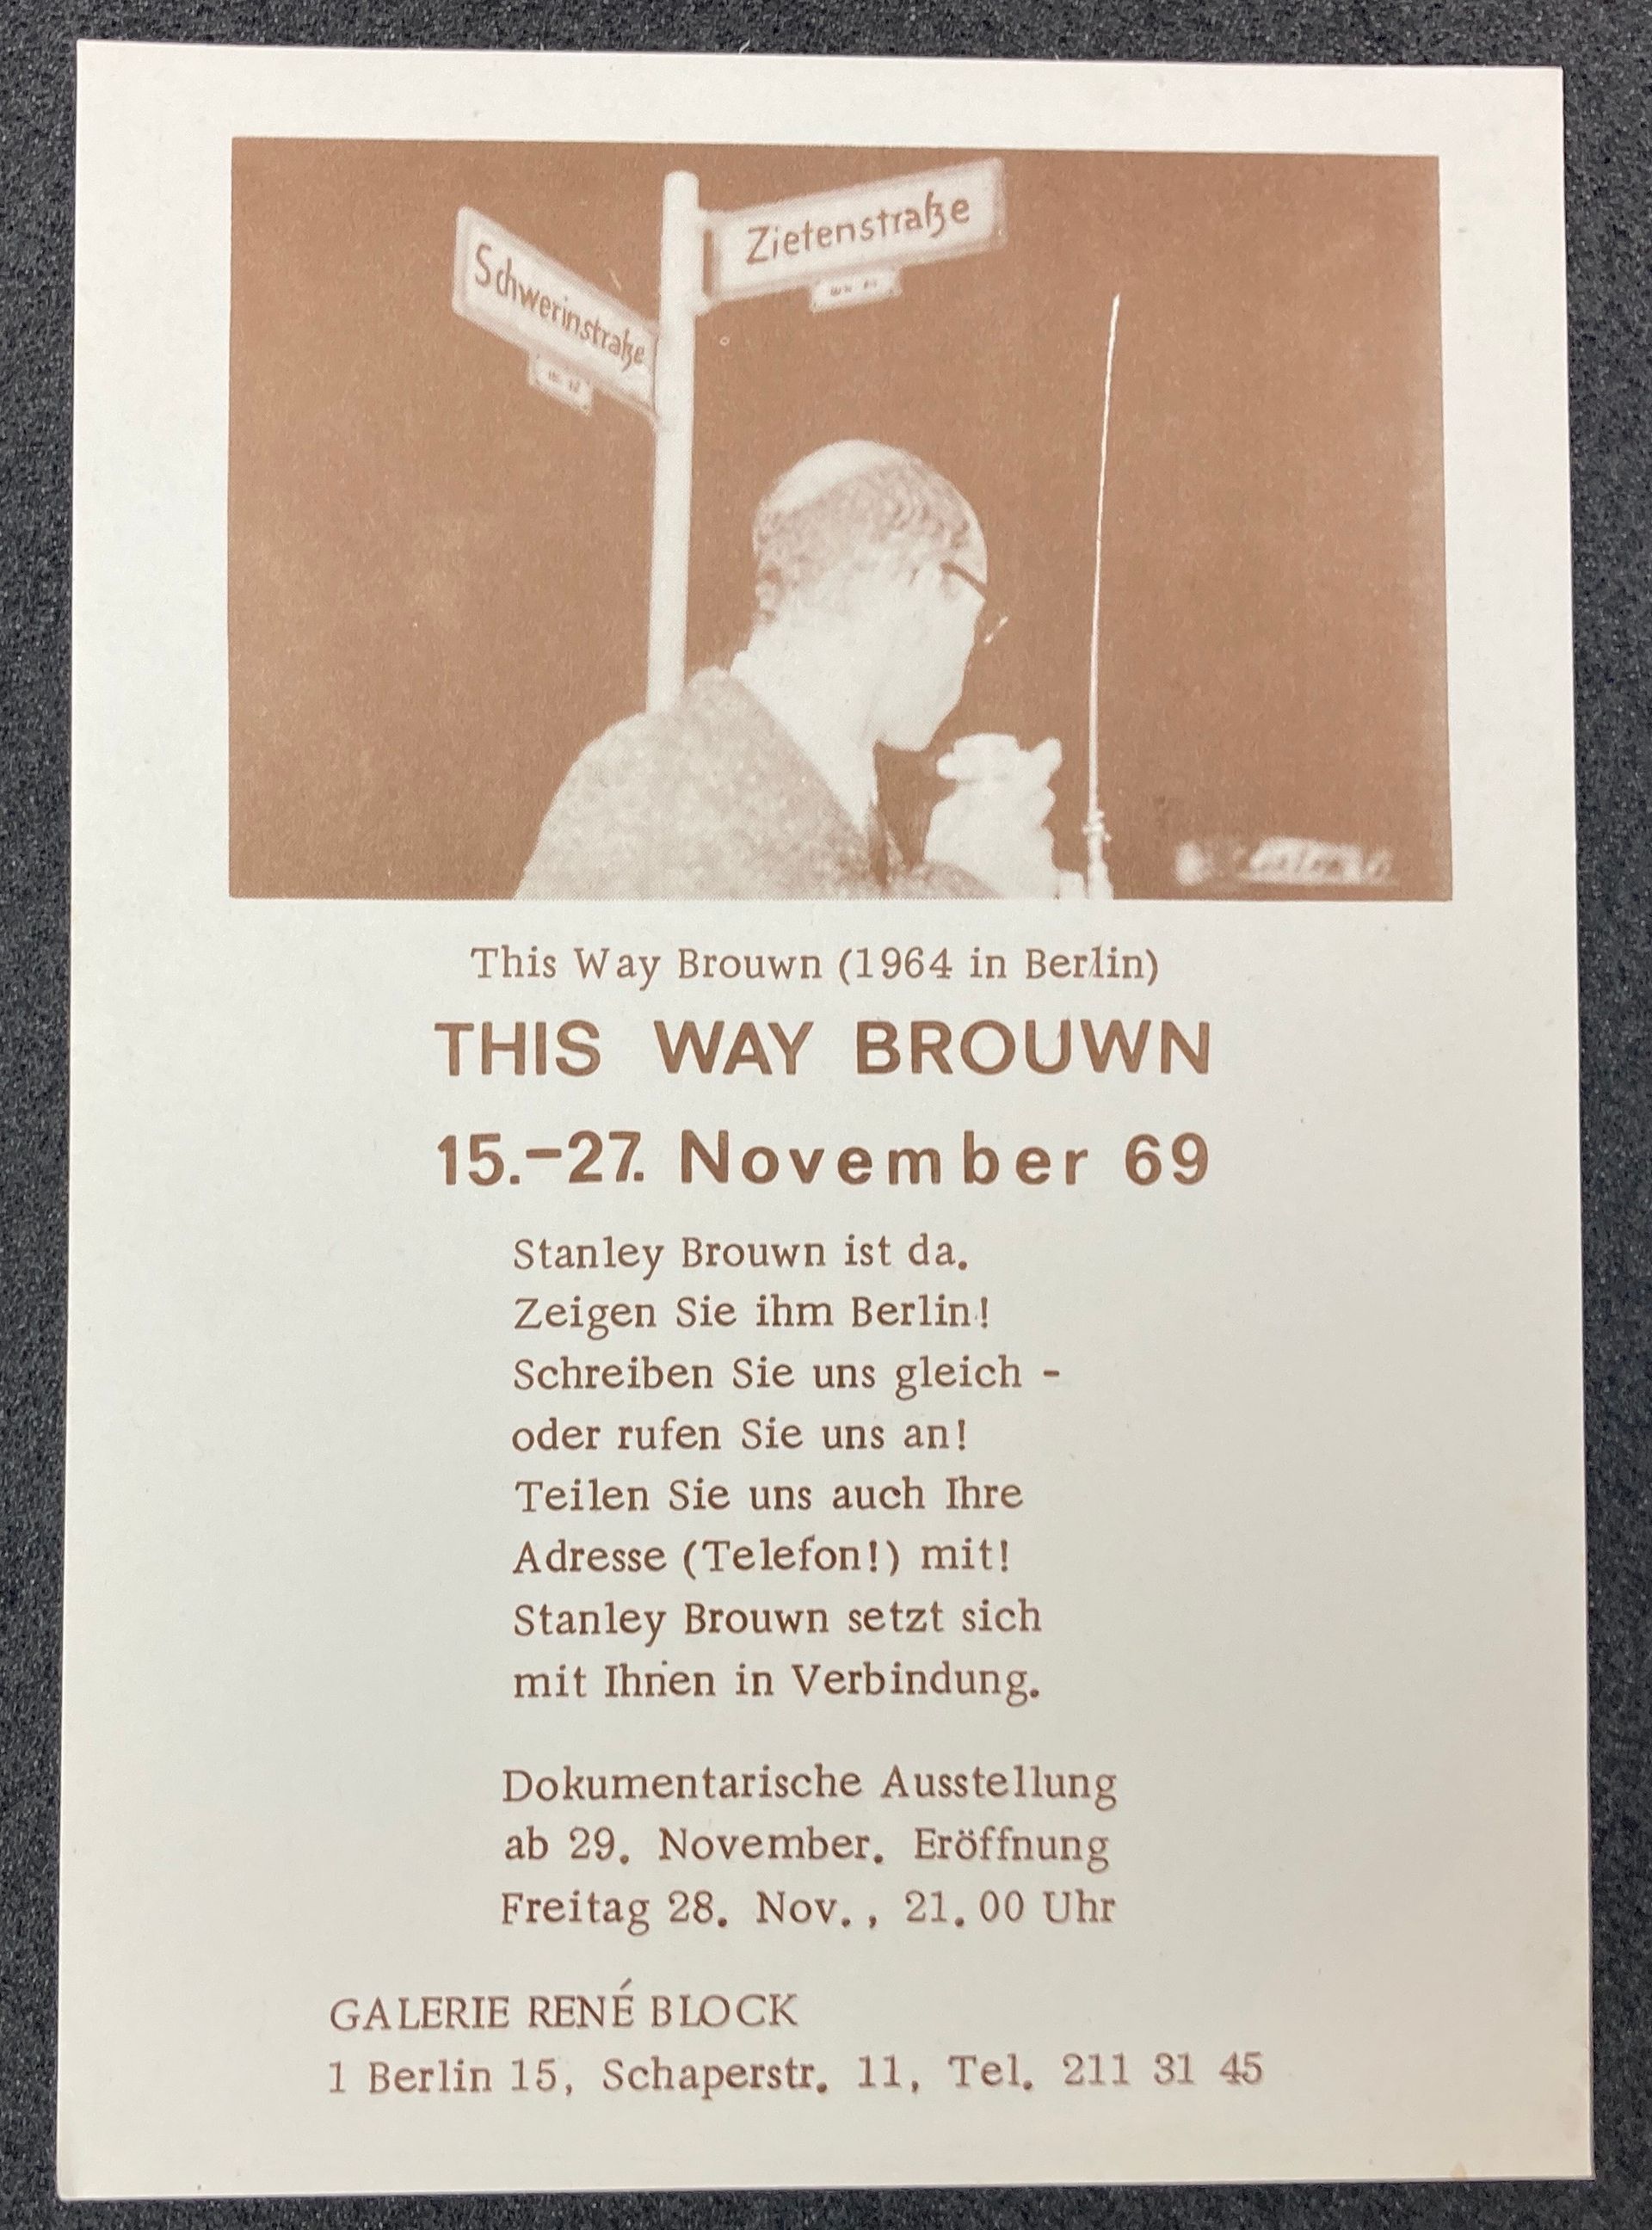 Schwerinstraße
Zietenstraße
This Way Brouwn (1964 in Berlin)
THIS WAY BROUWN
15.-27. November 69
Stanley Brouwn ist da.
Zeigen Sie ihm Berlin!
Schreiben Sie uns gleich -
oder rufen Sie uns an!
Teilen Sie uns auch Ihre
Adresse (Telefon!) mit!
Stanley Brouwn setzt sich
mit Ihnen in Verbindung.
Dokumentarische Ausstellung
ab 29. November. Eröffnung
Freitag 28. Nov., 21.00 Uhr
GALERIE RENÉ BLOCK
1 Berlin 15, Schaperstr. 11, Tel. 211 31 45